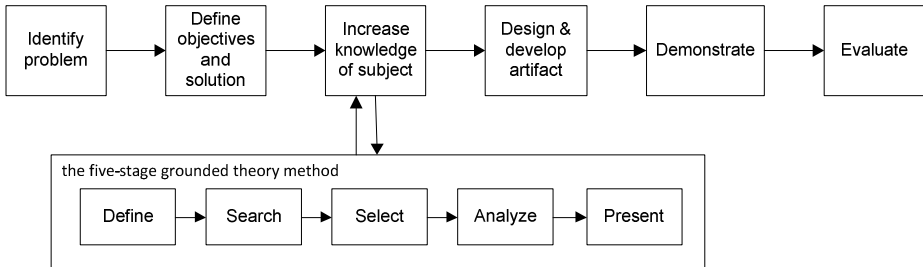 Identify
problem
Define
objectives
and
solution
Increase
knowledge
of subject
Design &
develop
artifact
Demonstrate
Evaluate
the five-stage grounded theory method
Define
Search
Select
Analyze
Present